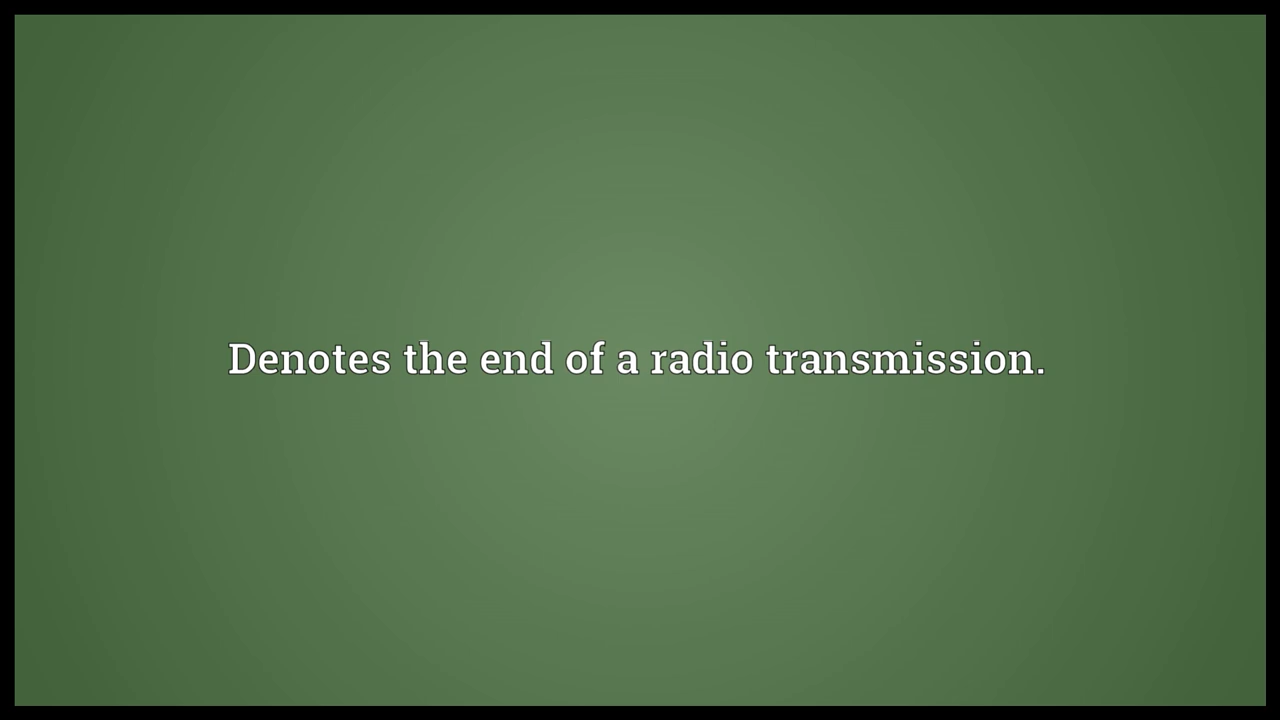 Denotes the end of a radio transmission.